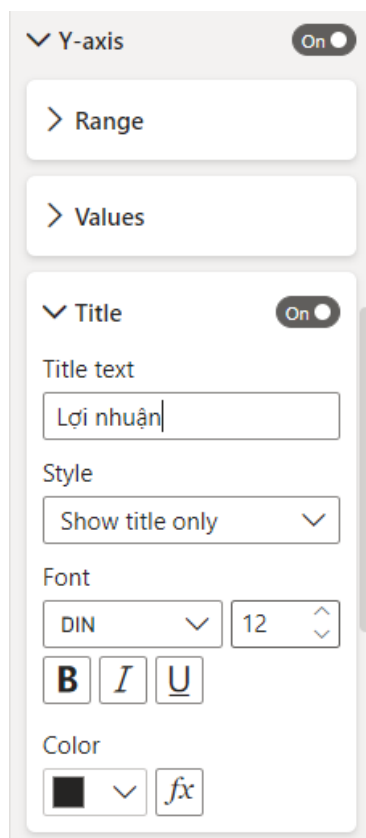 Y-axis On
Range
Values
Title On
Title text
Lợi nhuận
Style
Show title only
Font
DIN 12
B I U
Color
fx